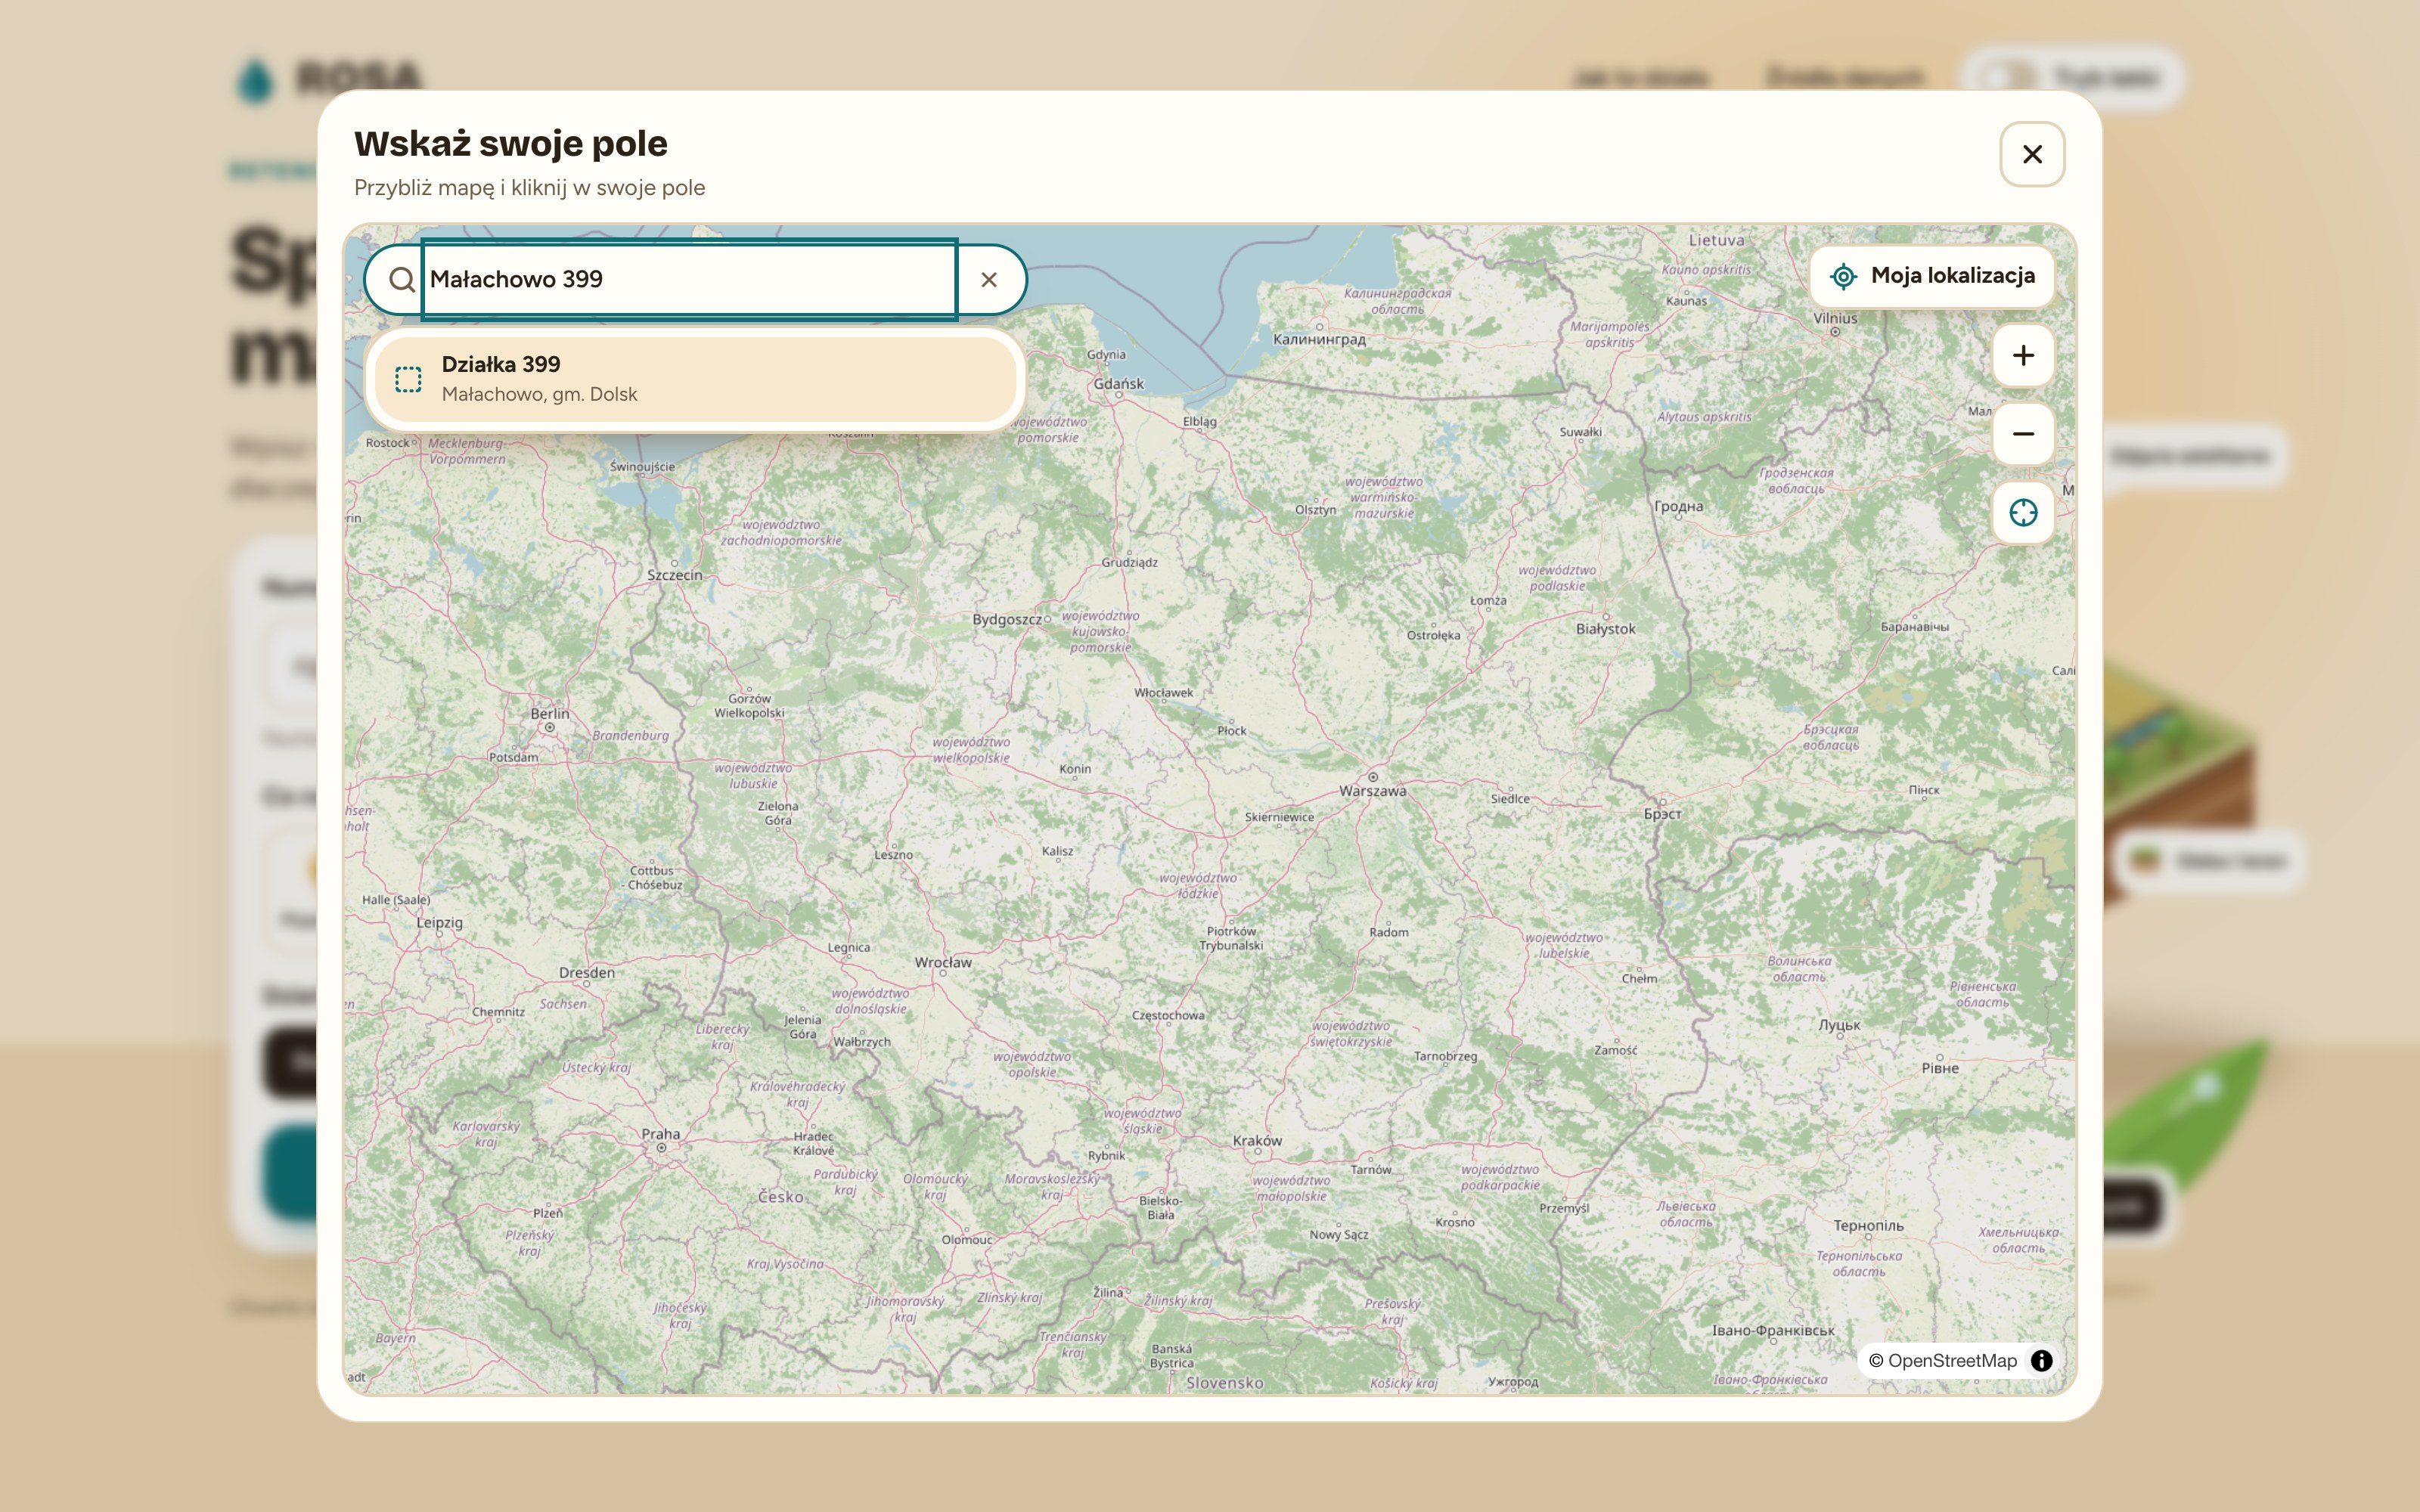 ROSA
Wskaż swoje pole
Przybliż mapę i kliknij w swoje pole
Małachowo 399
Działka 399
Małachowo, gm. Dolsk
Moja lokalizacja
Lietuva
Kauno apskritis
Kaunas
Vilnius
Marijampolės
apskritis
Alytaus apskritis
Калининградская
область
Калининград
Gdynia
Gdańsk
Elbląg
województwo
pomorskie
Suwałki
Rostock
Mecklenburg-
Vorpommern
Świnoujście
Гродзенская
вобласць
Гродна
województwo
warmińsko-
mazurskie
Olsztyn
województwo
zachodniopomorskie
Szczecin
Grudziądz
województwo
podlaskie
Łomża
Białystok
Ostrołęka
Баранавічы
Bydgoszcz
województwo
kujawsko-
pomorskie
Gorzów
Wielkopolski
Włocławek
Płock
Berlin
Brandenburg
Potsdam
województwo
wielkopolskie
Konin
Брэсцкая
вобласць
województwo
lubuskie
Zielona
Góra
Warszawa
Siedlce
Skierniewice
Брэст
Пінск
Leszno
Kalisz
Cottbus
- Chóśebuz
województwo
łódzkie
Halle (Saale)
Leipzig
Legnica
Wrocław
Piotrków
Trybunalski
Radom
województwo
lubelskie
Chełm
Волинська
область
Рівненська
область
Dresden
Sachsen
Chemnitz
województwo
dolnośląskie
Jelenia
Góra
Wałbrzych
Liberecký
kraj
Częstochowa
województwo
świętokrzyskie
Tarnobrzeg
Zamość
Луцьк
Рівне
Ústecký kraj
Królovéhradecký
kraj
województwo
opolskie
Karlovarský
kraj
Praha
Hradec
Králové
województwo
śląskie
Rybnik
Kraków
Tarnów
województwo
małopolskie
województwo
podkarpackie
Przemyśl
Pardubický
kraj
Olomoucký
kraj
Moravskoslezský
kraj
Česko
Bielsko-
Biała
Plzeň
Plzeňský
kraj
Olomouc
Nowy Sącz
Krosno
Львівська
область
Тернопіль
Тернопільська
область
Хмельницька
область
Kraj Vysočina
Jihočeský
kraj
Jihomoravský
kraj
Zlínský kraj
Žilina
Žilinský kraj
Prešovský
kraj
Bayern
Trenčiansky
kraj
Banská
Bystrica
Slovensko
Košický kraj
Ужгород
Івано-Франківськ
Івано-Франківська
© OpenStreetMap